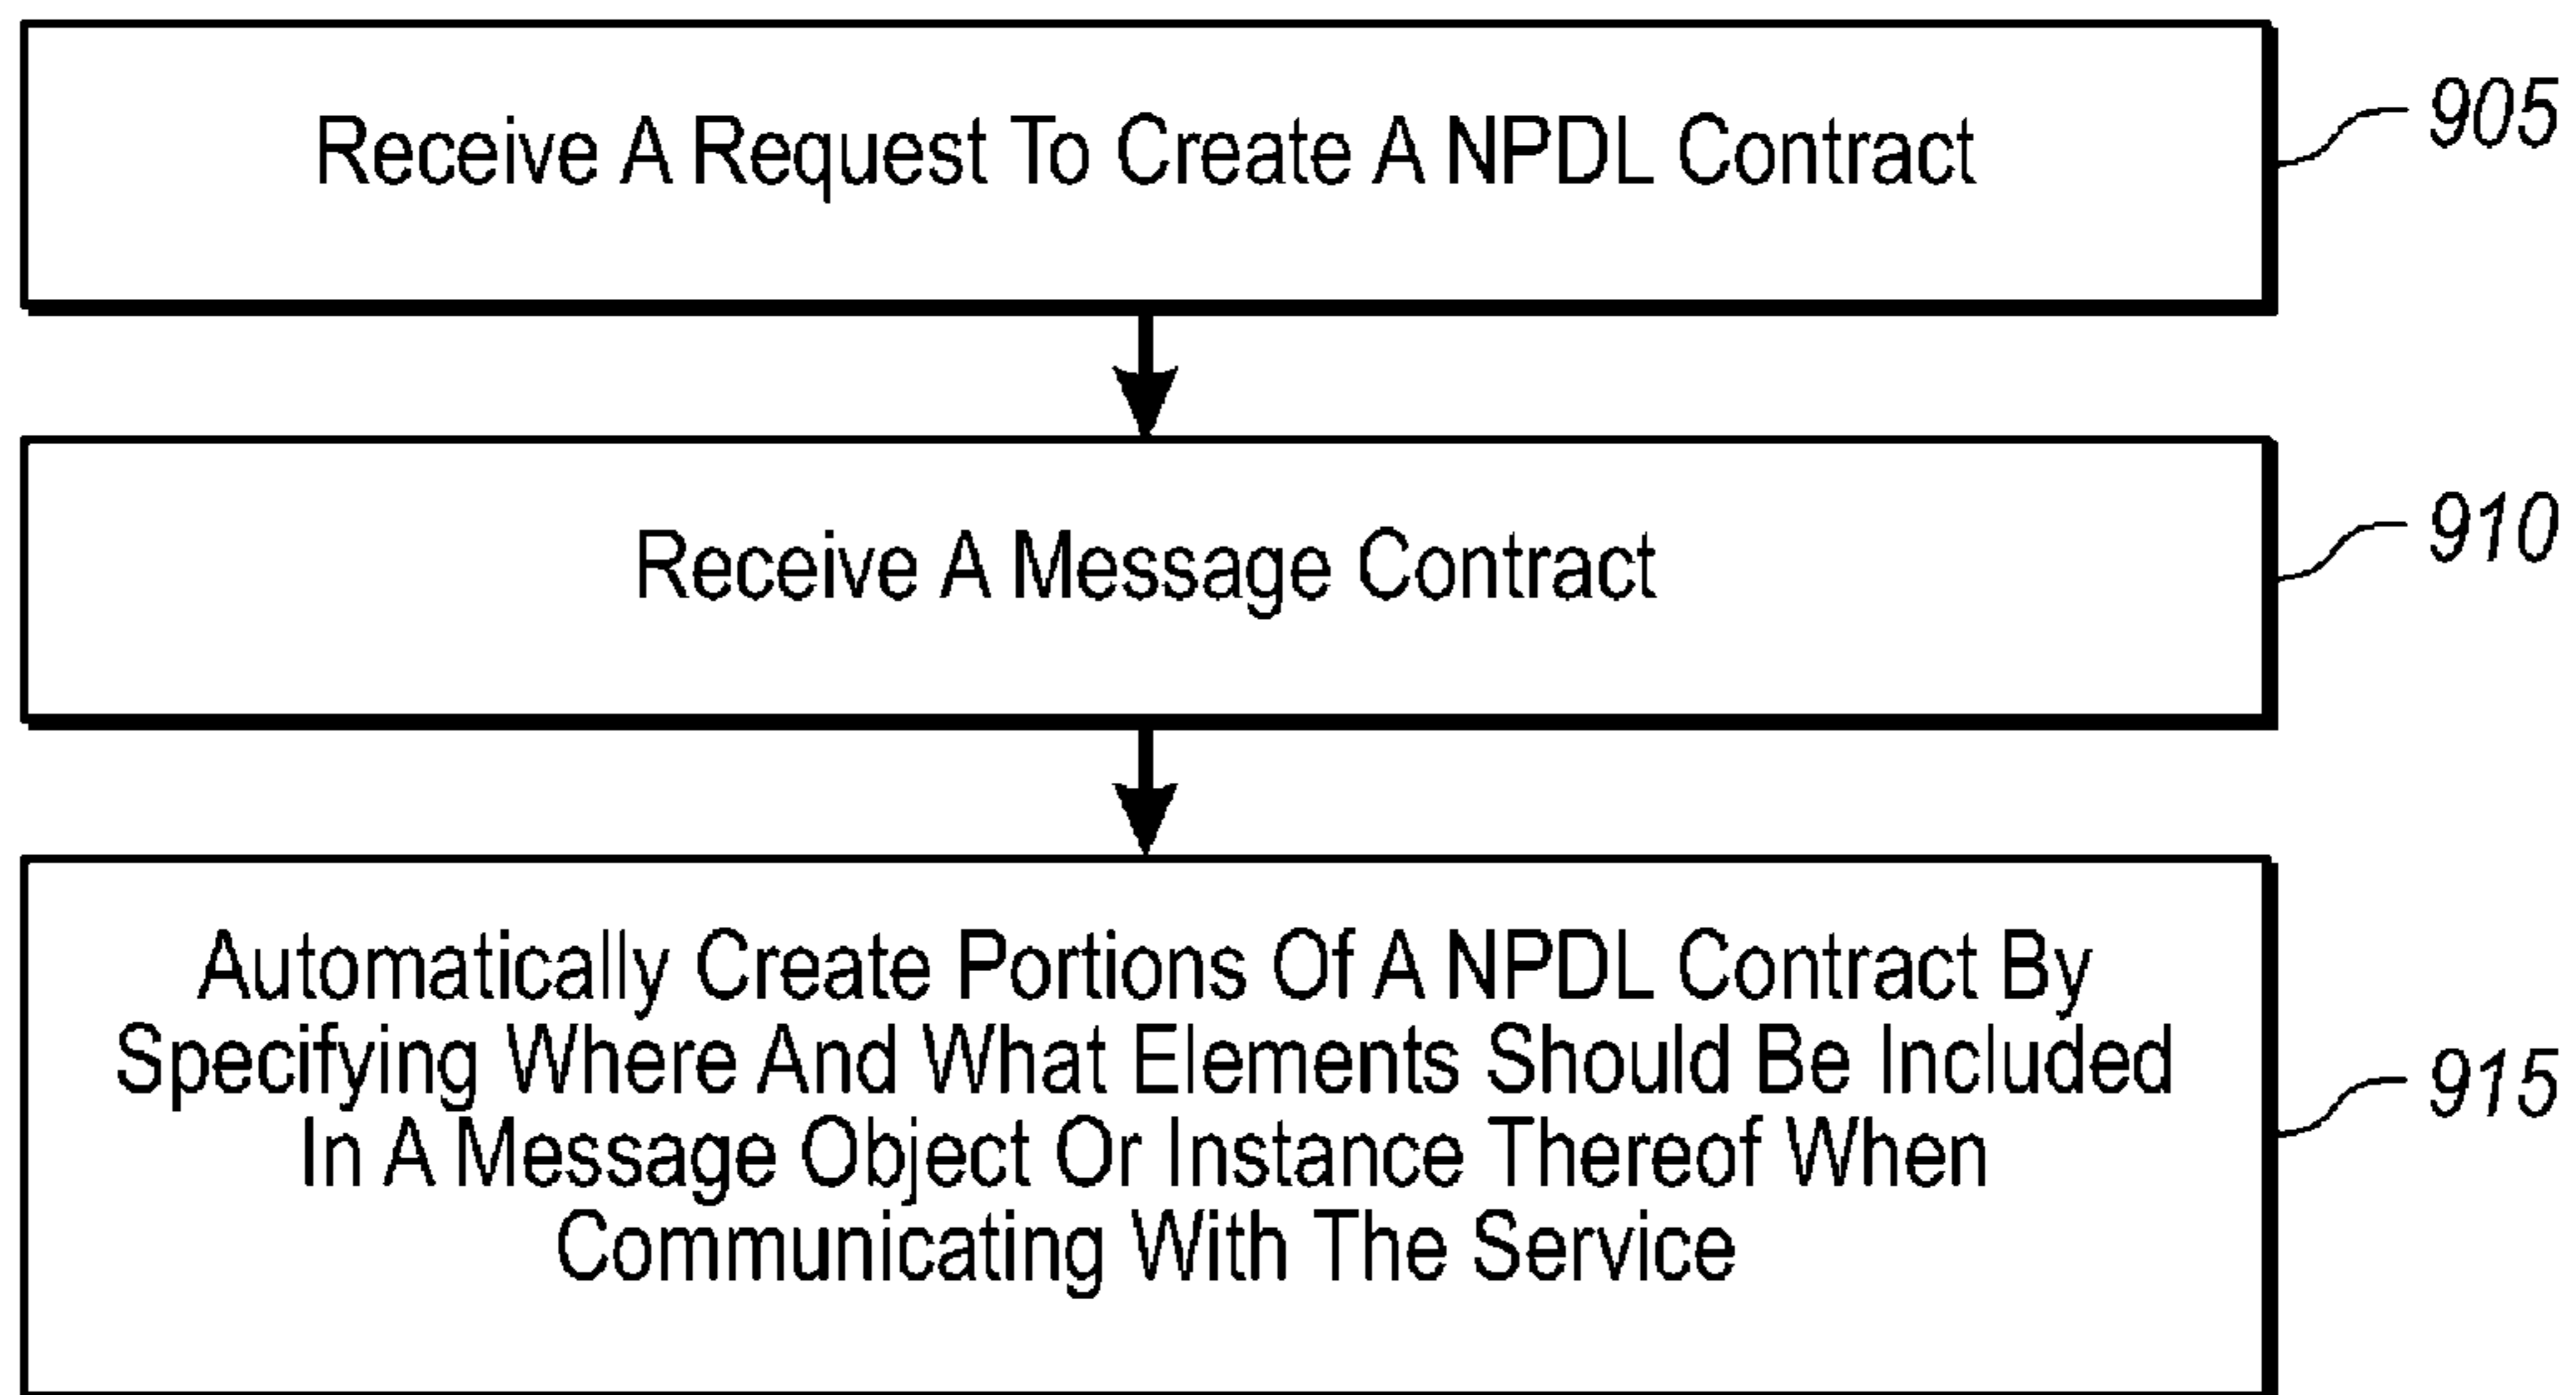 Receive A Request To Create A NPDL Contract
905
Receive A Message Contract
910
Automatically Create Portions Of A NPDL Contract By
Specifying Where And What Elements Should Be Included
In A Message Object Or Instance Thereof When
Communicating With The Service
915